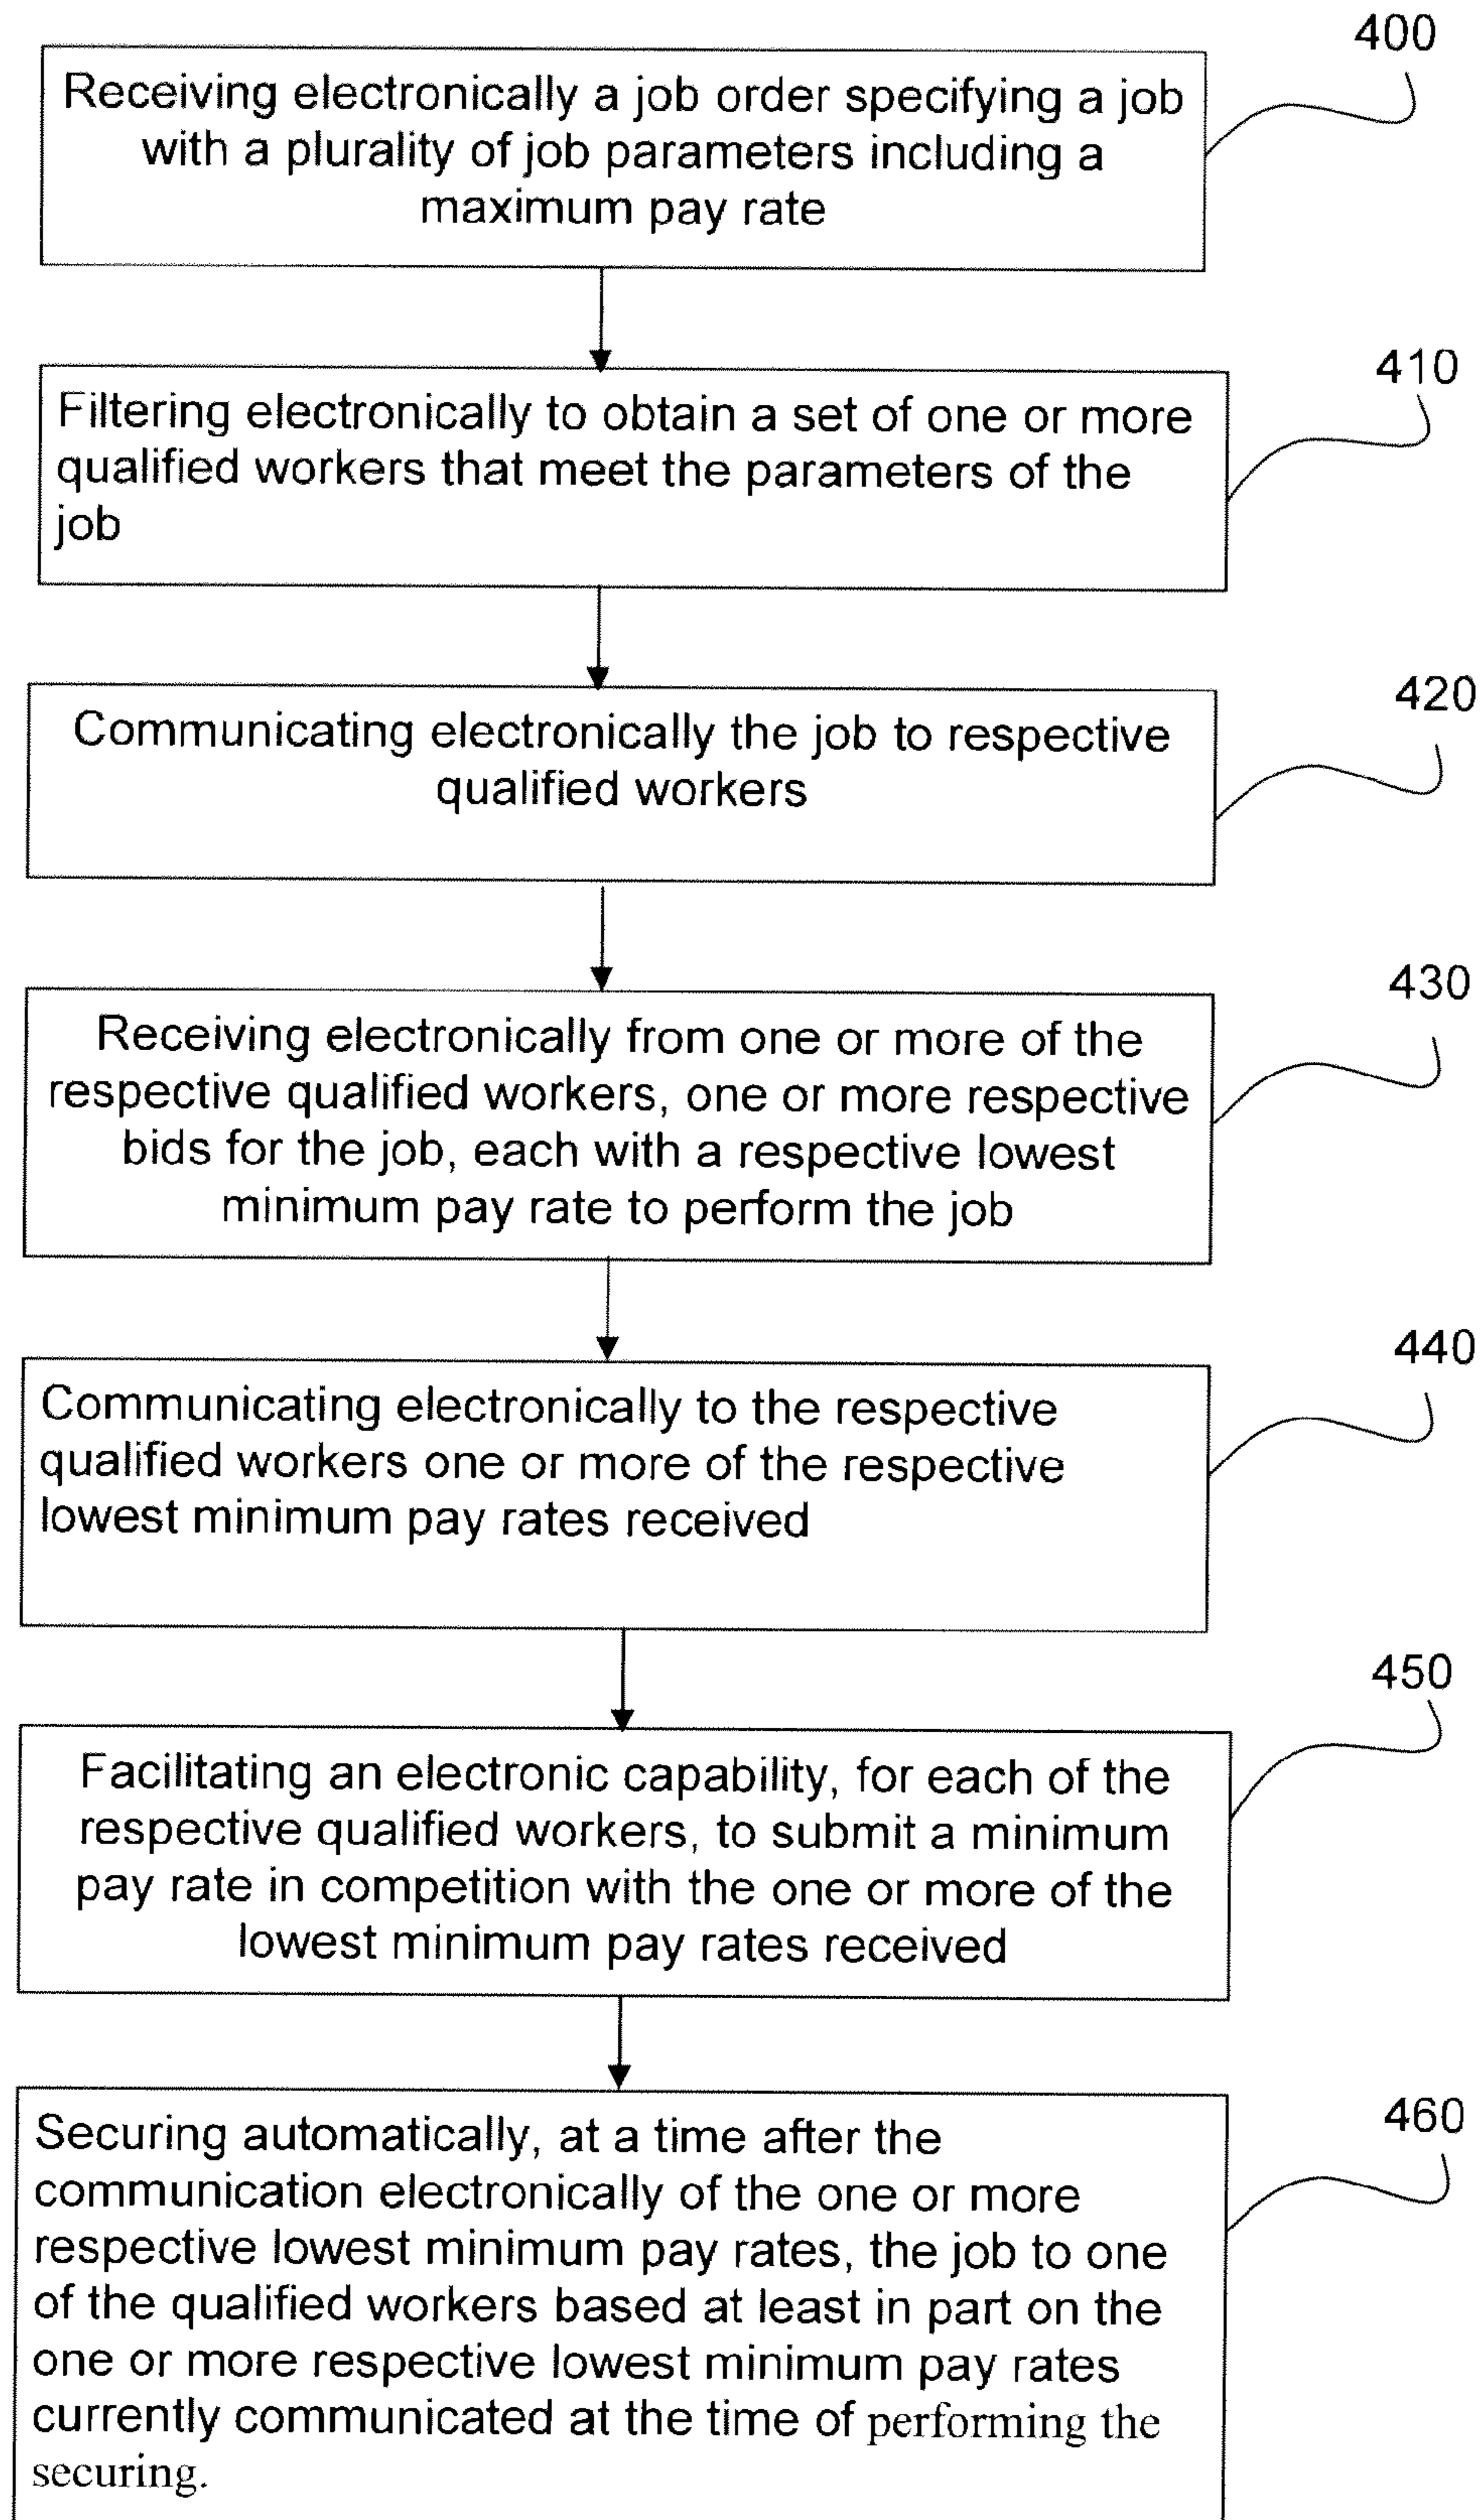 400
Receiving electronically a job order specifying a job
with a plurality of job parameters including a
maximum pay rate
410
Filtering electronically to obtain a set of one or more
qualified workers that meet the parameters of the
job
420
Communicating electronically the job to respective
qualified workers
430
Receiving electronically from one or more of the
respective qualified workers, one or more respective
bids for the job, each with a respective lowest
minimum pay rate to perform the job
440
Communicating electronically to the respective
qualified workers one or more of the respective
lowest minimum pay rates received
450
Facilitating an electronic capability, for each of the
respective qualified workers, to submit a minimum
pay rate in competition with the one or more of the
lowest minimum pay rates received
460
Securing automatically, at a time after the
communication electronically of the one or more
respective lowest minimum pay rates, the job to one
of the qualified workers based at least in part on the
one or more respective lowest minimum pay rates
currently communicated at the time of performing the
securing.